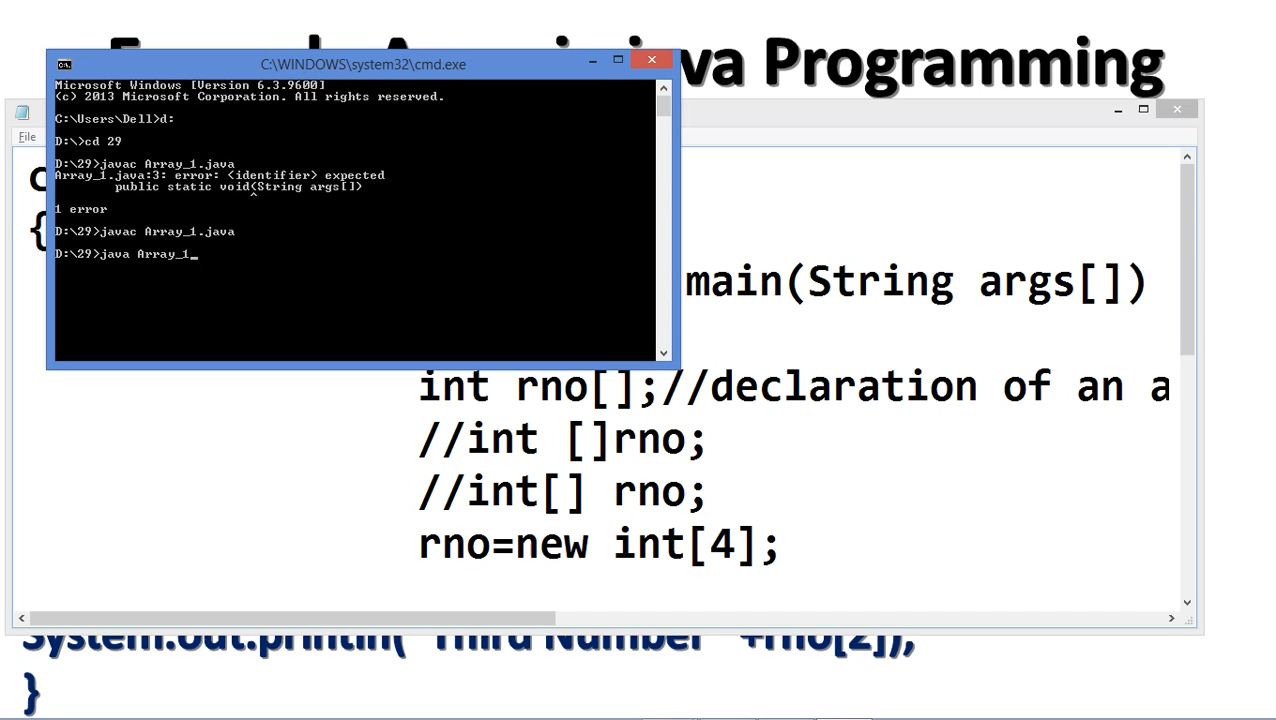 va Programming
C:\WINDOWS\system32\cmd.exe
Microsoft Windows [Version 6.3.9600]
(c) 2013 Microsoft Corporation. All rights reserved.
C:\Users\Dell>d:
D:\>cd 29
D:\29>javac Array_1.java
Array_1.java:3: error: <identifier> expected
public static void(String args[])
^
1 error
D:\29>javac Array_1.java
D:\29>java Array_1_
File
c
{
main(String args[])
int rno[];//declaration of an a
//int []rno;
//int[] rno;
rno=new int[4];
System.out.println("Third Number "+rno[2]);
}